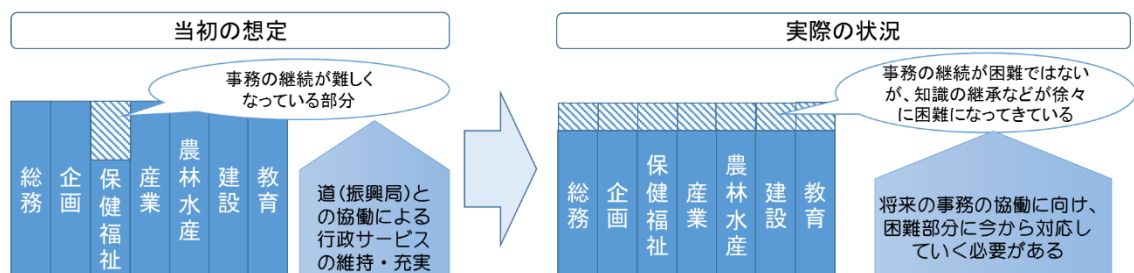 当初の想定
事務の継続が難しく
なっている部分
総務
企画
保健福祉
産業
農林水産
建設
教育
道(振興局)と
の協働による
行政サービス
の維持・充実
実際の状況
事務の継続が困難ではない
が、知識の継承などが徐々
に困難になってきている
総務
企画
保健福祉
産業
農林水産
建設
教育
将来の事務の協働に向け、
困難部分に今から対応し
ていく必要がある